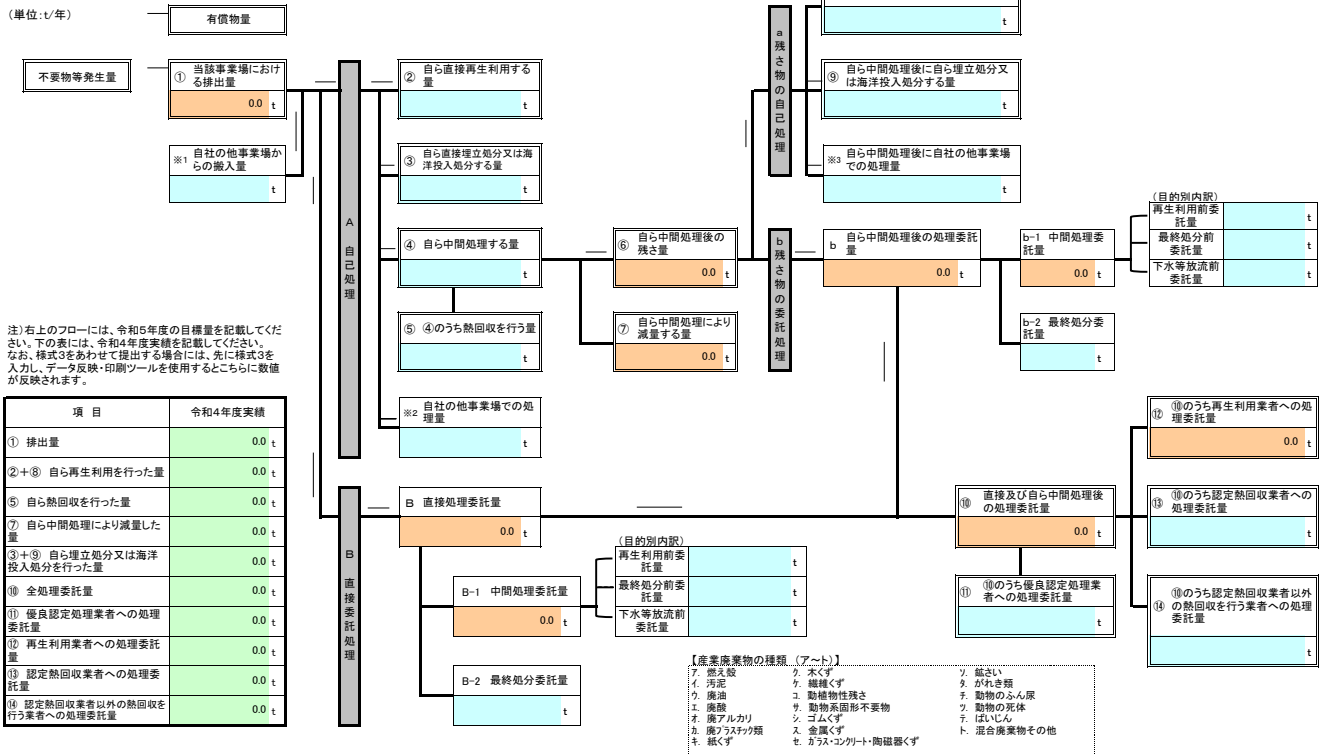 (単位:t/年)
有償物量
t
不要物等発生量
① 当該事業場におけ
る排出量
0.0 t
※1 自社の他事業場か
らの搬入量
t
A 自己処理
② 自ら直接再生利用する
量
t
③ 自ら直接埋立処分又は海
洋投入処分する量
t
④ 自ら中間処理する量
t
⑤ ④のうち熱回収を行う量
t
※2 自社の他事業場での処
理量
t
⑥ 自ら中間処理後の
残さ量
0.0 t
⑦ 自ら中間処理により
減量する量
0.0 t
a 残さ物の自己処理
⑨ 自ら中間処理後に自ら埋立処分又
は海洋投入処分する量
t
※3 自ら中間処理後に自社の他事業場
での処理量
t
b 残さ物の委託処理
b 自ら中間処理後の処理委託
量
0.0 t
b-1 中間処理委
託量
0.0 t
(目的別内訳)
再生利用前委
託量
t
最終処分前
委託量
t
下水等放流前
委託量
t
b-2 最終処分委
託量
t
注)右上のフローには、令和5年度の目標量を記載してくだ
さい。下の表には、令和4年度実績を記載してください。
なお、様式3をあわせて提出する場合には、先に様式3を
入力し、データ反映・印刷ツールを使用するとこちらに数値
が反映されます。
項 目 令和4年度実績
① 排出量 0.0 t
②+⑧ 自ら再生利用を行った量 0.0 t
⑤ 自ら熱回収を行った量 0.0 t
⑦ 自ら中間処理により減量した
量 0.0 t
③+⑨ 自ら埋立処分又は海洋
投入処分を行った量 0.0 t
⑩ 全処理委託量 0.0 t
⑪ 優良認定処理業者への処理
委託量 0.0 t
⑫ 再生利用業者への処理委託
量 0.0 t
⑬ 認定熱回収業者への処理委
託量 0.0 t
⑭ 認定熱回収業者以外の熱回収を
行う業者への処理委託量 0.0 t
B 直接委託処理
B 直接処理委託量
0.0 t
B-1 中間処理委託量
0.0 t
(目的別内訳)
再生利用前委
託量
t
最終処分前委
託量
t
下水等放流前
委託量
t
B-2 最終処分委託量
t
⑩ 直接及び自ら中間処理後
の処理委託量
0.0 t
⑪ ⑩のうち優良認定処理業
者への処理委託量
t
⑫ ⑩のうち再生利用業者への処
理委託量
0.0 t
⑬ ⑩のうち認定熱回収業者への
処理委託量
t
⑭ ⑩のうち認定熱回収業者以外
の熱回収を行う業者への処理
委託量
t
【産業廃棄物の種類 (ア~ト)】
ア. 燃え殻 ク. 木くず ソ. 鉱さい
イ. 汚泥 ケ. 繊維くず タ. がれき類
ウ. 廃油 コ. 動植物性残さ チ. 動物のふん尿
エ. 廃酸 サ. 動物系固形不要物 ツ. 動物の死体
オ. 廃アルカリ シ. ゴムくず テ. ばいじん
カ. 廃プラスチック類 ス. 金属くず ト. 混合廃棄物その他
キ. 紙くず セ. ガラス・コンクリート・陶磁器くず